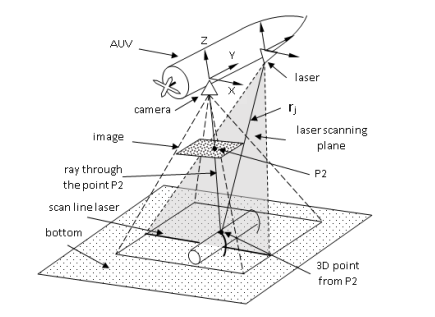 AUV
Z
Y
X
laser
camera
rj
image
laser scanning
plane
ray through
the point P2
P2
scan line laser
bottom
3D point
from P2